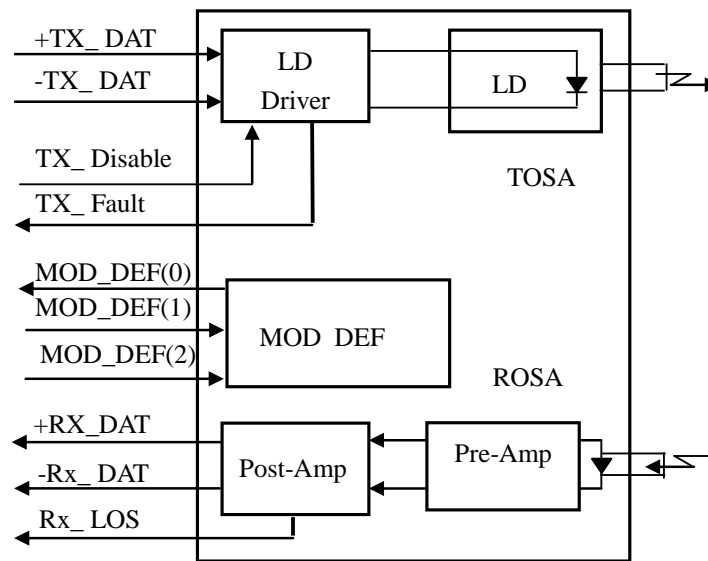 +TX_ DAT
-TX_ DAT
TX_ Disable
TX_ Fault
LD
Driver
LD
TOSA
MOD_DEF(0)
MOD_DEF(1)
MOD_DEF(2)
MOD DEF
ROSA
+RX_DAT
-Rx_ DAT
Rx_ LOS
Post-Amp
Pre-Amp